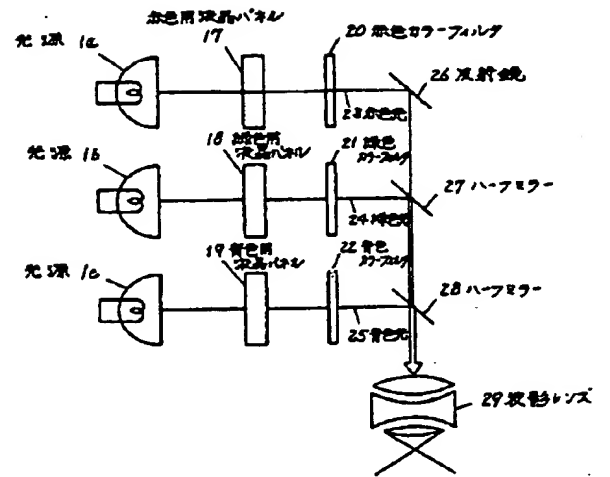 光源 1a
赤色用液晶パネル
17
20 赤色カラーフィルタ
26 反射鏡
23 赤色光
光源 1b
18 緑色用
液晶パネル
21 緑色
カラーフィルタ
27 ハーフミラー
24 緑色光
光源 1c
19 青色用
液晶パネル
22 青色
カラーフィルタ
28 ハーフミラー
25 青色光
29 投影レンズ